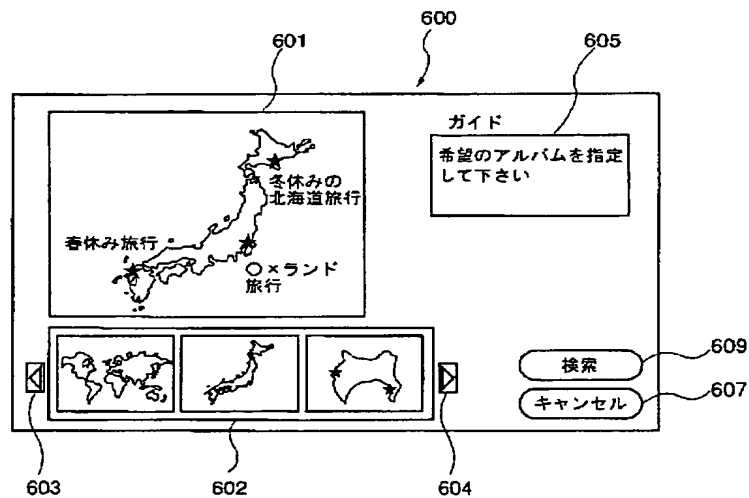 600
601
605
ガイド
希望のアルバムを指定
して下さい
冬休みの
北海道旅行
春休み旅行
○×ランド
旅行
検索
609
キャンセル
607
603
602
604